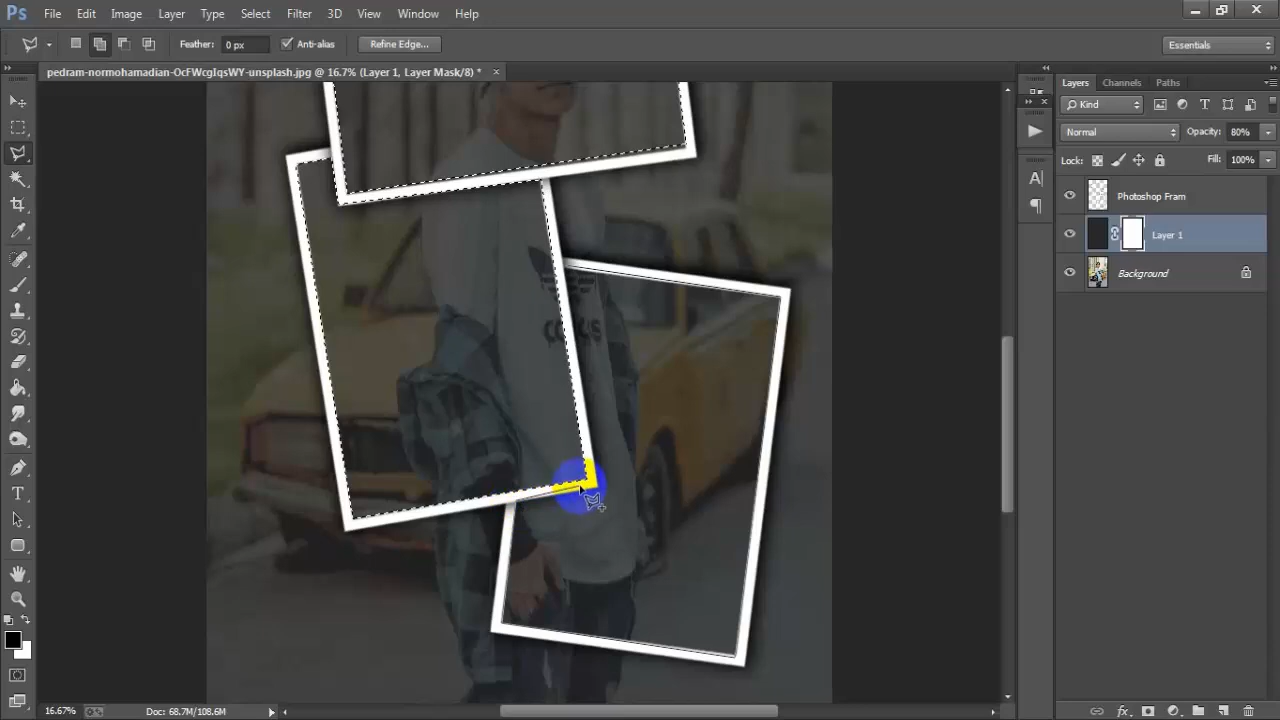 Ps File Edit Image Layer Type Select Filter 3D View Window Help
Feather: 0 px Anti-alias Refine Edge... Essentials
pedram-normohamadian-OcFWcgIqsWY-unsplash.jpg @ 16.7% (Layer 1, Layer Mask/8) * ×
Layers Channels Paths
Kind
Normal Opacity: 80%
Lock: Fill: 100%
Photoshop Fram
Layer 1
Background
16.67% Doc: 68.7M/108.6M